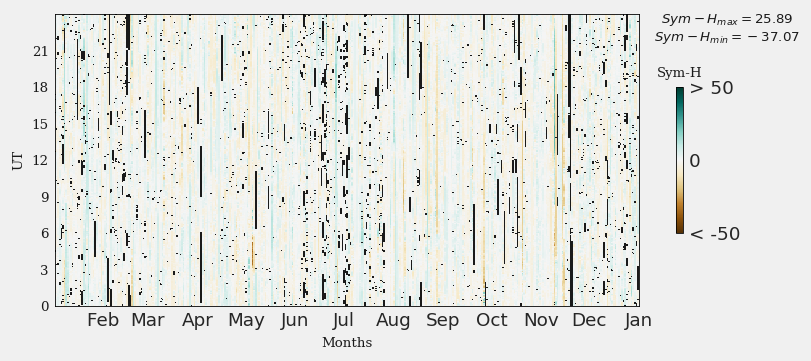 Sym − H_max = 25.89
Sym − H_min = −37.07
Sym-H
> 50
0
< -50
UT
21
18
15
12
9
6
3
0
Feb Mar Apr May Jun Jul Aug Sep Oct Nov Dec Jan
Months